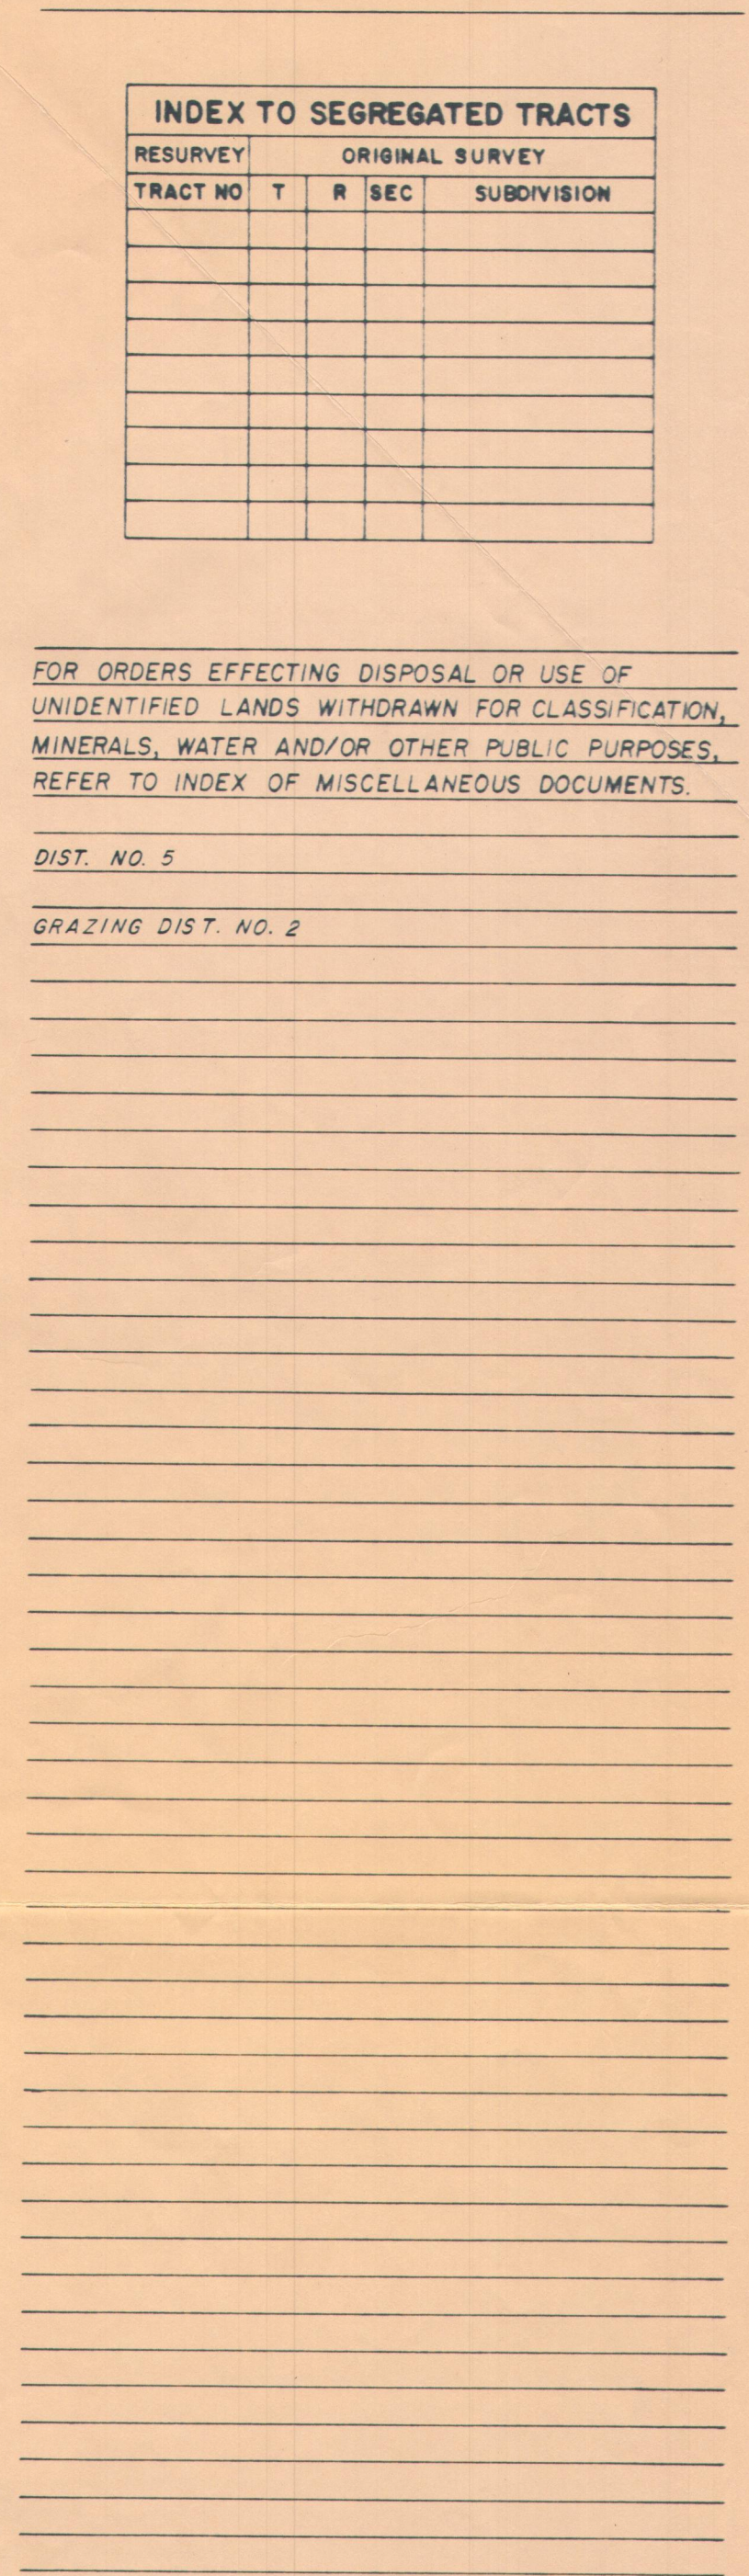 INDEX TO SEGREGATED TRACTS
RESURVEY ORIGINAL SURVEY
TRACT NO T R SEC SUBDIVISION
FOR ORDERS EFFECTING DISPOSAL OR USE OF
UNIDENTIFIED LANDS WITHDRAWN FOR CLASSIFICATION,
MINERALS, WATER AND/OR OTHER PUBLIC PURPOSES,
REFER TO INDEX OF MISCELLANEOUS DOCUMENTS.
DIST. NO. 5
GRAZING DIST. NO. 2